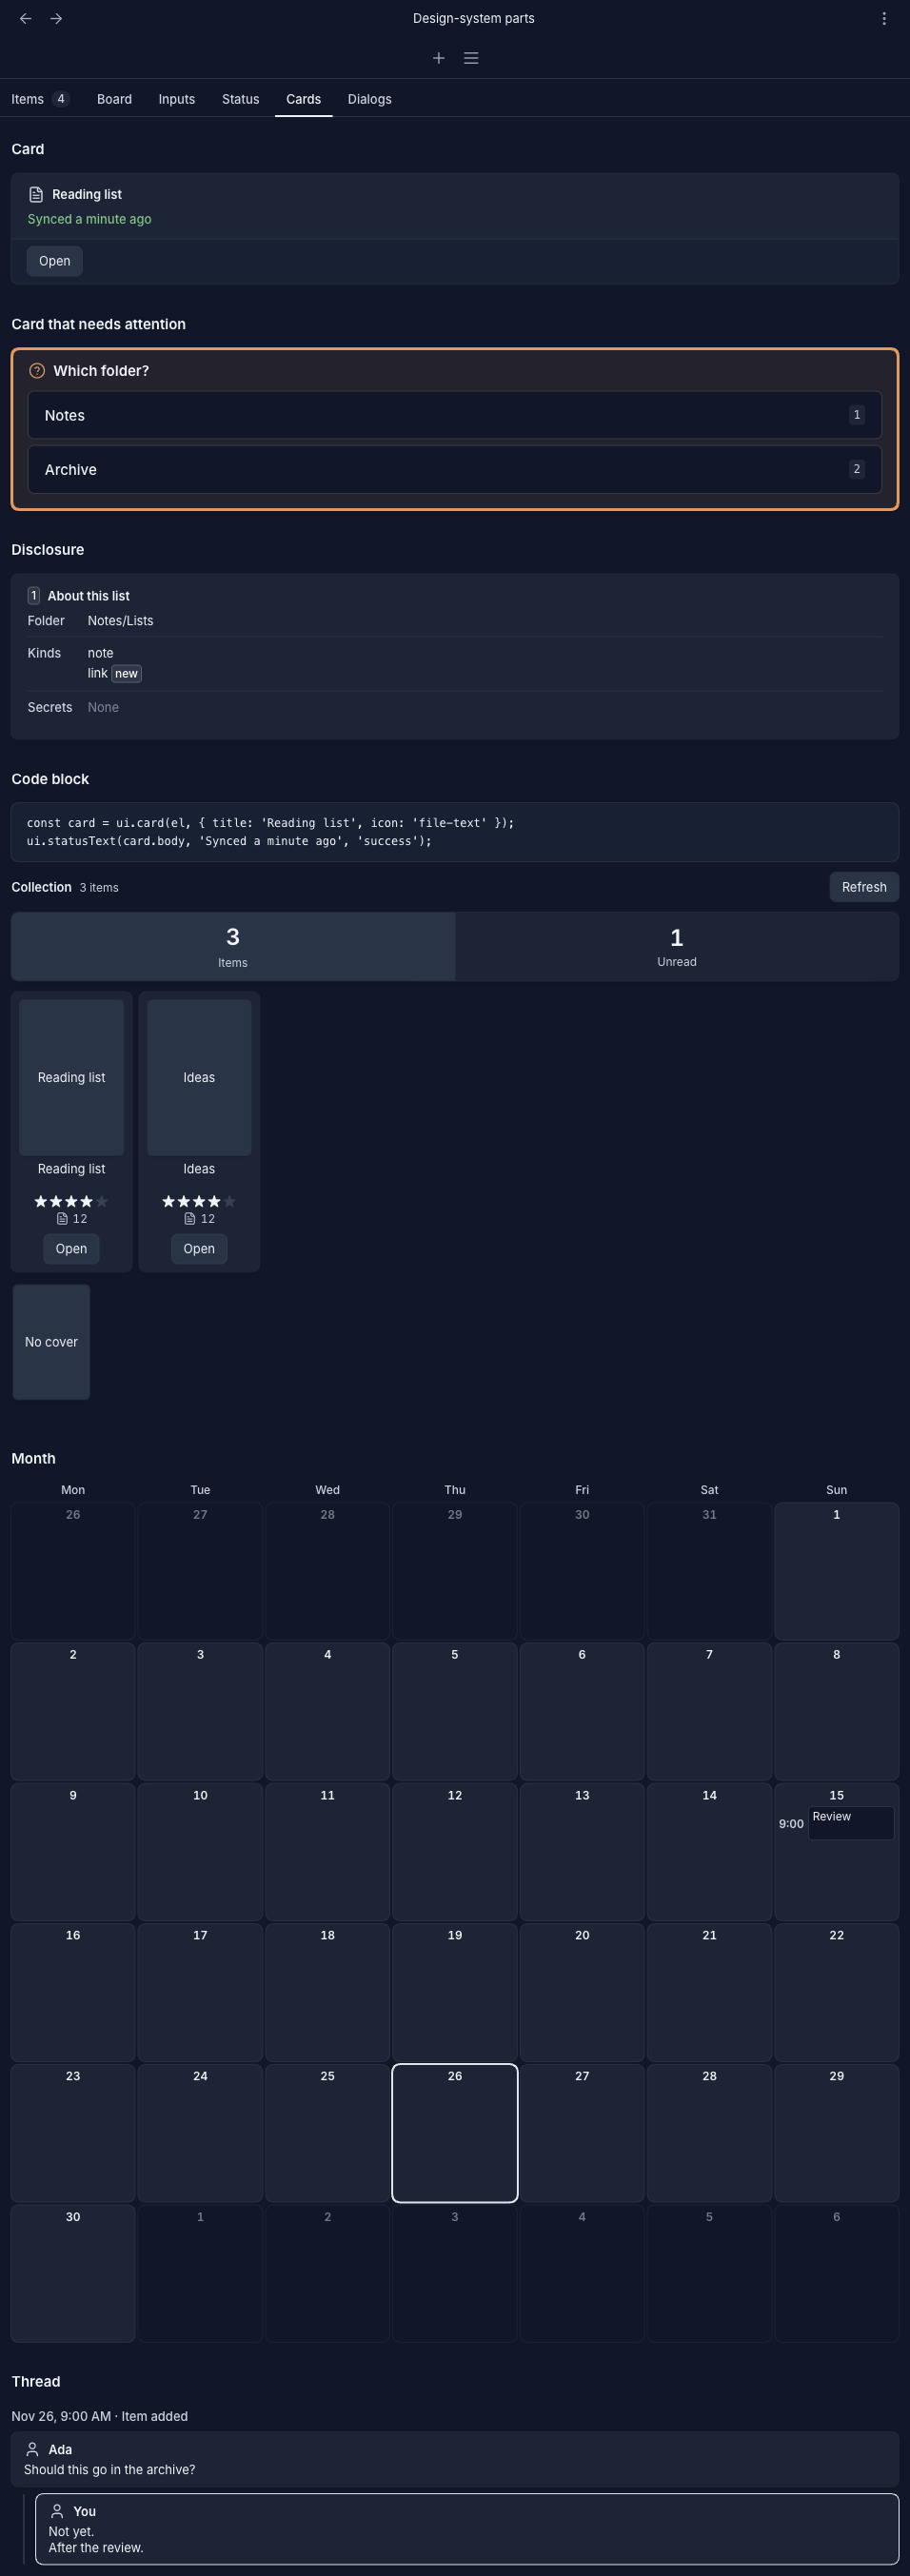 Design-system parts
Items 4 Board Inputs Status Cards Dialogs
Card
Reading list
Synced a minute ago
Open
Card that needs attention
Which folder?
Notes 1
Archive 2
Disclosure
1 About this list
Folder Notes/Lists
Kinds note
link new
Secrets None
Code block
const card = ui.card(el, { title: 'Reading list', icon: 'file-text' });
ui.statusText(card.body, 'Synced a minute ago', 'success');
Collection 3 items Refresh
3 1
Items Unread
Reading list Ideas
Reading list Ideas
12 12
Open Open
No cover
Month
Mon Tue Wed Thu Fri Sat Sun
26 27 28 29 30 31 1
2 3 4 5 6 7 8
9 10 11 12 13 14 15
9:00 Review
16 17 18 19 20 21 22
23 24 25 26 27 28 29
30 1 2 3 4 5 6
Thread
Nov 26, 9:00 AM · Item added
Ada
Should this go in the archive?
You
Not yet.
After the review.